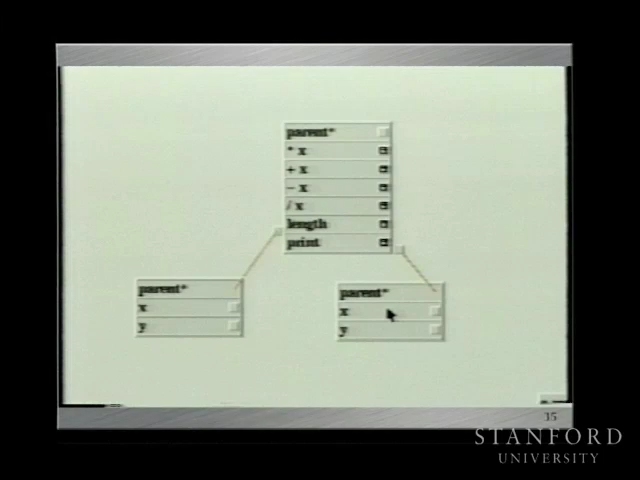 parent*
* x
+ x
– x
/ x
length
print
parent*
x
y
parent*
x
y
15
STANFORD
UNIVERSITY